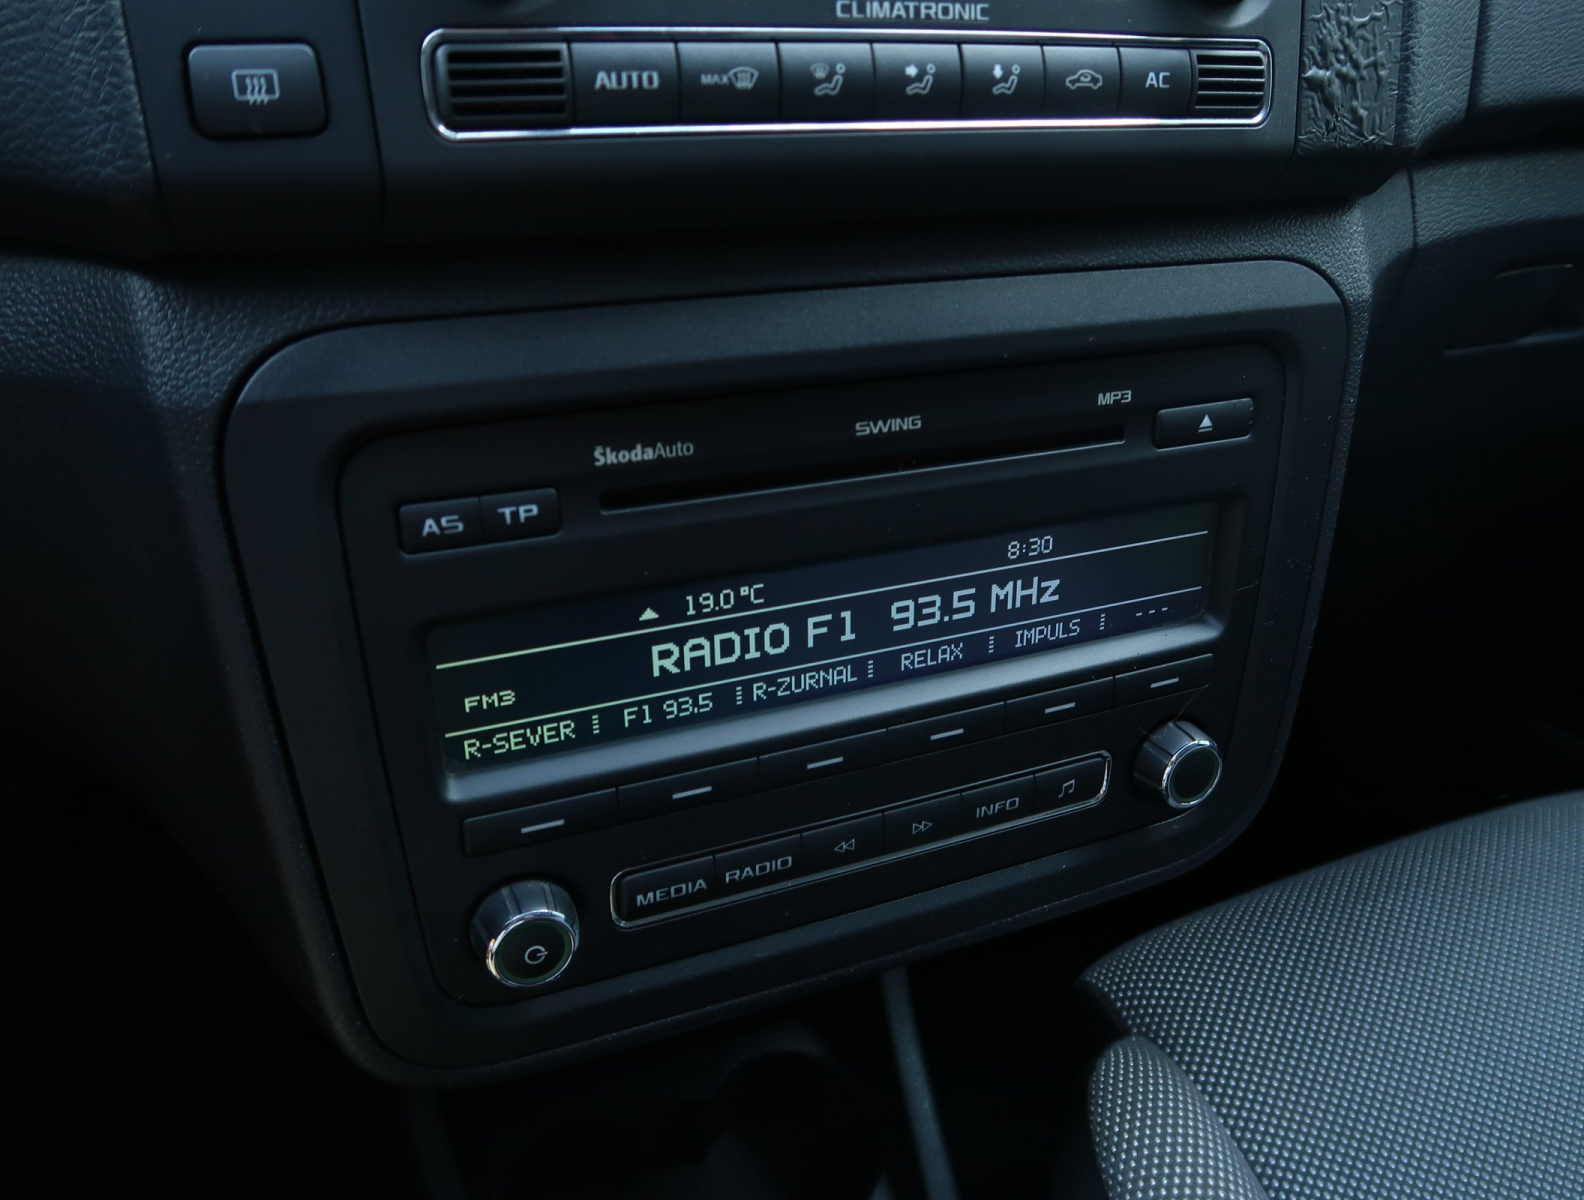 CLIMATRONIC
AUTO MAX AC
MP3
SWING
ŠkodaAuto
AS TP
8:30
19.0 °C
RADIO F1 93.5 MHz
FM3
R-SEVER F1 93.5 R-ZURNAL RELAX IMPULS ---
MEDIA RADIO INFO